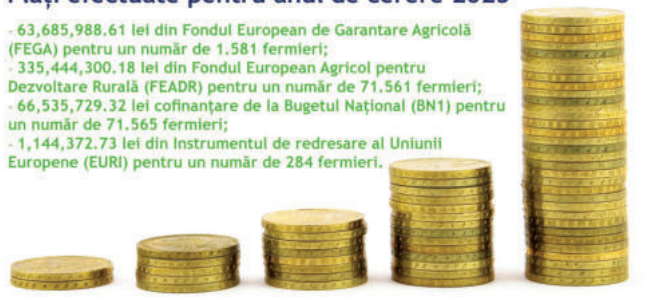 Plăți efectuate pentru anul de cerere 2023
- 63,685,988.61 lei din Fondul European de Garantare Agricolă
(FEGA) pentru un număr de 1.581 fermieri;
- 335,444,300.18 lei din Fondul European Agricol pentru
Dezvoltare Rurală (FEADR) pentru un număr de 71.561 fermieri;
- 66,535,729.32 lei cofinanțare de la Bugetul Național (BN1) pentru
un număr de 71.565 fermieri;
- 1,144,372.73 lei din Instrumentul de redresare al Uniunii
Europene (EURI) pentru un număr de 284 fermieri.